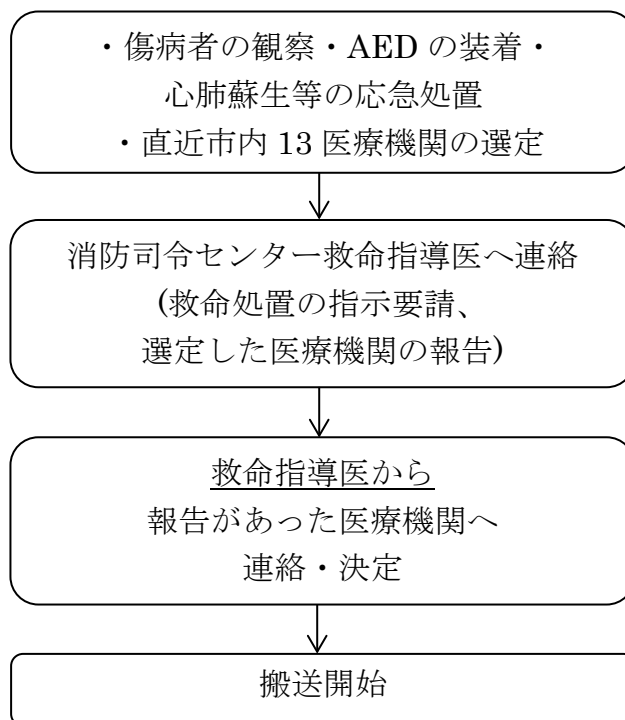 ・傷病者の観察・AED の装着・
心肺蘇生等の応急処置
・直近市内 13 医療機関の選定
消防司令センター救命指導医へ連絡
(救命処置の指示要請、
選定した医療機関の報告)
救命指導医から
報告があった医療機関へ
連絡・決定
搬送開始